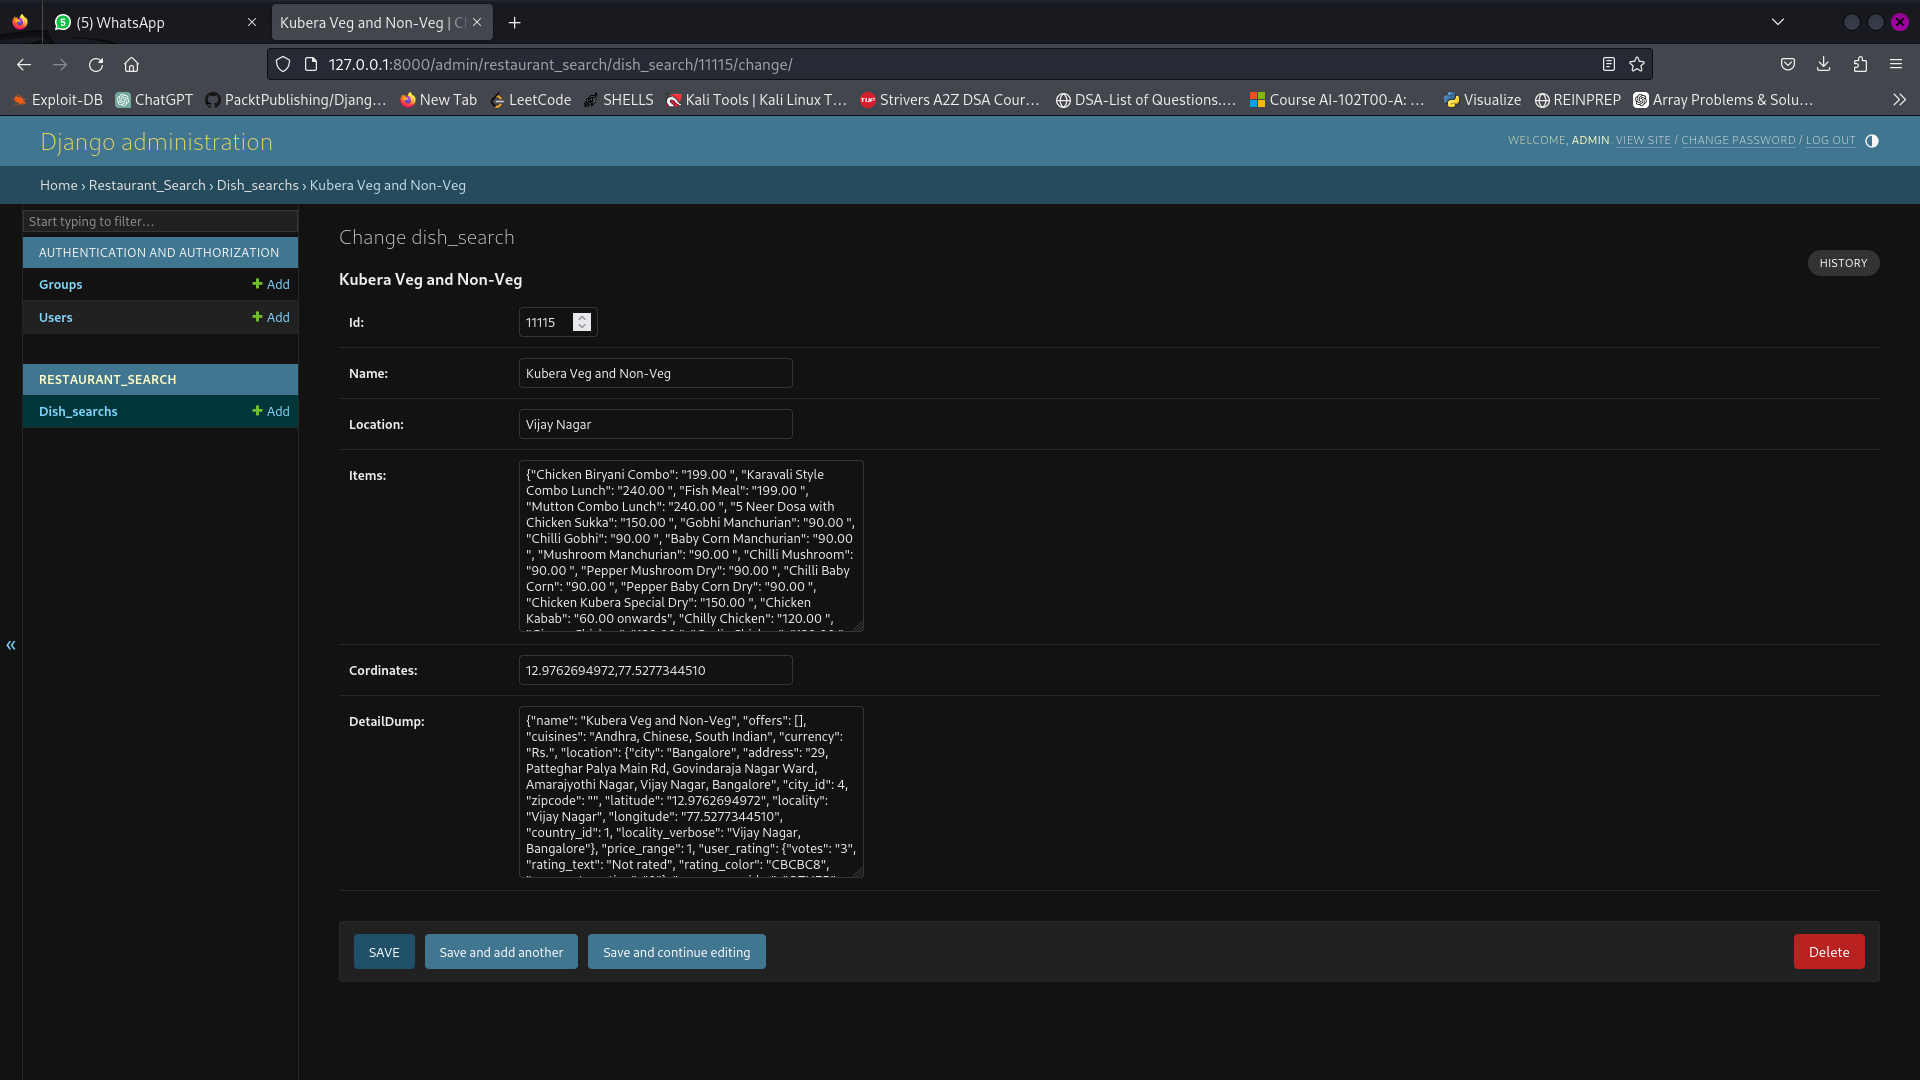 (5) WhatsApp
Kubera Veg and Non-Veg | C
127.0.0.1:8000/admin/restaurant_search/dish_search/11115/change/
Exploit-DB ChatGPT PacktPublishing/Djang… New Tab LeetCode SHELLS Kali Tools | Kali Linux T… Strivers A2Z DSA Cour… DSA-List of Questions.… Course AI-102T00-A: … Visualize REINPREP Array Problems & Solu…
Django administration
WELCOME, ADMIN. VIEW SITE / CHANGE PASSWORD / LOG OUT
Home › Restaurant_Search › Dish_searchs › Kubera Veg and Non-Veg
Start typing to filter…
AUTHENTICATION AND AUTHORIZATION
Groups + Add
Users + Add
RESTAURANT_SEARCH
Dish_searchs + Add
«
Change dish_search
HISTORY
Kubera Veg and Non-Veg
Id: 11115
Name: Kubera Veg and Non-Veg
Location: Vijay Nagar
Items:
{"Chicken Biryani Combo": "199.00 ", "Karavali Style
Combo Lunch": "240.00 ", "Fish Meal": "199.00 ",
"Mutton Combo Lunch": "240.00 ", "5 Neer Dosa with
Chicken Sukka": "150.00 ", "Gobhi Manchurian": "90.00 ",
"Chilli Gobhi": "90.00 ", "Baby Corn Manchurian": "90.00
", "Mushroom Manchurian": "90.00 ", "Chilli Mushroom":
"90.00 ", "Pepper Mushroom Dry": "90.00 ", "Chilli Baby
Corn": "90.00 ", "Pepper Baby Corn Dry": "90.00 ",
"Chicken Kubera Special Dry": "150.00 ", "Chicken
Kabab": "60.00 onwards", "Chilly Chicken": "120.00 ",
Cordinates: 12.9762694972,77.5277344510
DetailDump:
{"name": "Kubera Veg and Non-Veg", "offers": [],
"cuisines": "Andhra, Chinese, South Indian", "currency":
"Rs.", "location": {"city": "Bangalore", "address": "29,
Patteghar Palya Main Rd, Govindaraja Nagar Ward,
Amarajyothi Nagar, Vijay Nagar, Bangalore", "city_id": 4,
"zipcode": "", "latitude": "12.9762694972", "locality":
"Vijay Nagar", "longitude": "77.5277344510",
"country_id": 1, "locality_verbose": "Vijay Nagar,
Bangalore"}, "price_range": 1, "user_rating": {"votes": "3",
"rating_text": "Not rated", "rating_color": "CBCBC8",
SAVE
Save and add another
Save and continue editing
Delete